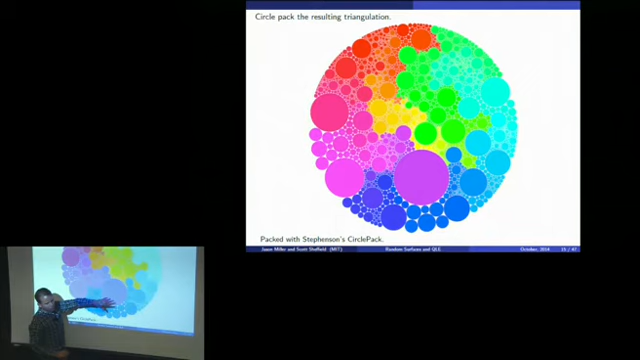 Circle pack the resulting triangulation.
Packed with Stephenson's CirclePack.
Jason Miller and Scott Sheffield (MIT) Random Surfaces and QLE October, 2014 15 / 47